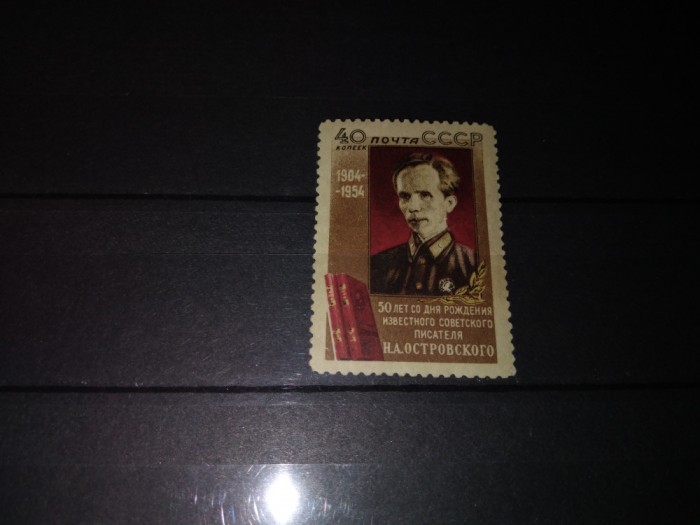 40 ПОЧТА СССР
КОПЕЕК
1904-
-1954
50 ЛЕТ СО ДНЯ РОЖДЕНИЯ
ИЗВЕСТНОГО СОВЕТСКОГО
ПИСАТЕЛЯ
Н.А.ОСТРОВСКОГО